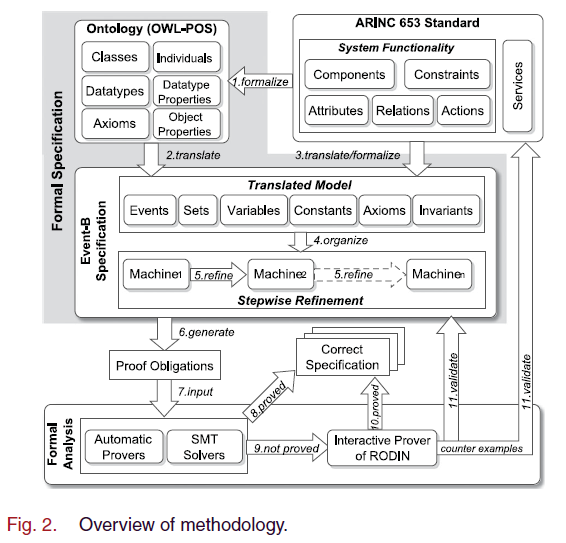 Ontology (OWL-POS)
Classes
Individuals
Datatypes
Datatype
Properties
Axioms
Object
Properties
1.formalize
ARINC 653 Standard
System Functionality
Components
Constraints
Attributes
Relations
Actions
Services
Formal Specification
2.translate
3.translate/formalize
Event-B
Specification
Translated Model
Events
Sets
Variables
Constants
Axioms
Invariants
4.organize
Machine1
5.refine
Machine2
5.refine
Machinen
Stepwise Refinement
6.generate
Proof Obligations
7.input
Correct
Specification
8.proved
10.proved
11.validate
11.validate
Formal
Analysis
Automatic
Provers
SMT
Solvers
9.not proved
Interactive Prover
of RODIN
counter examples
Fig. 2. Overview of methodology.